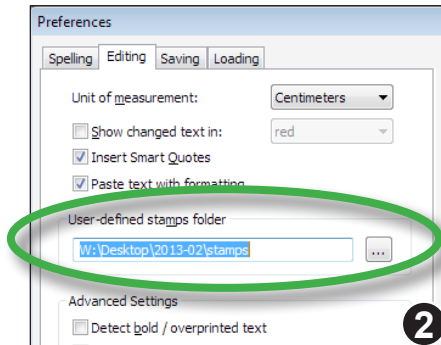 Preferences
Spelling Editing Saving Loading
Unit of measurement: Centimeters
Show changed text in: red
Insert Smart Quotes
Paste text with formatting
User-defined stamps folder
W:\Desktop\2013-02\stamps ...
Advanced Settings
Detect bold / overprinted text
2